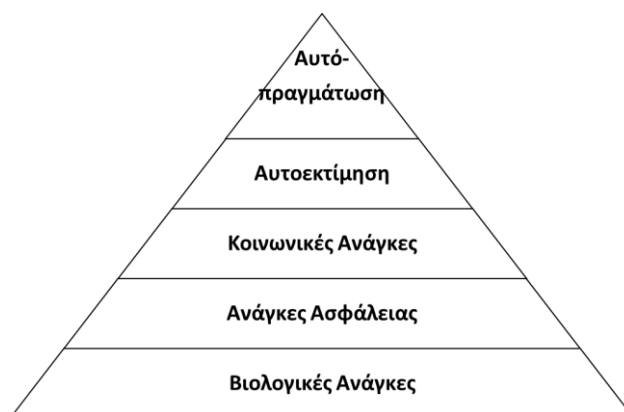 Αυτό-
πραγμάτωση
Αυτοεκτίμηση
Κοινωνικές Ανάγκες
Ανάγκες Ασφάλειας
Βιολογικές Ανάγκες